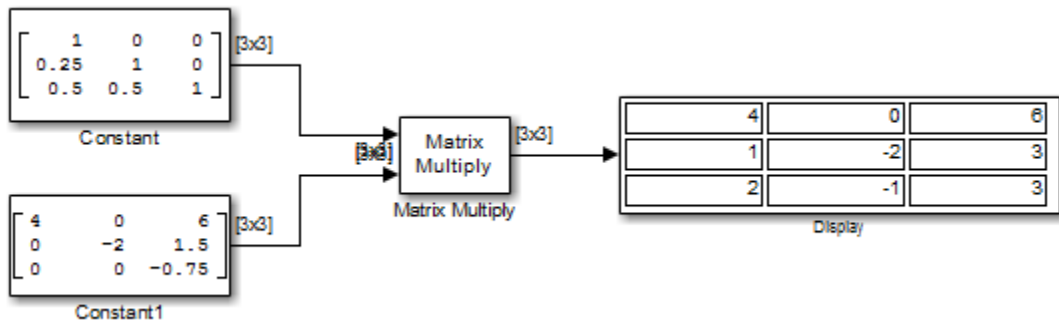 1 0 0
0.25 1 0
0.5 0.5 1
[3x3]
Constant
4 0 6
0 -2 1.5
0 0 -0.75
[3x3]
Constant1
[3x3]
Matrix
Multiply
Matrix Multiply
[3x3]
4 0 6
1 -2 3
2 -1 3
Display